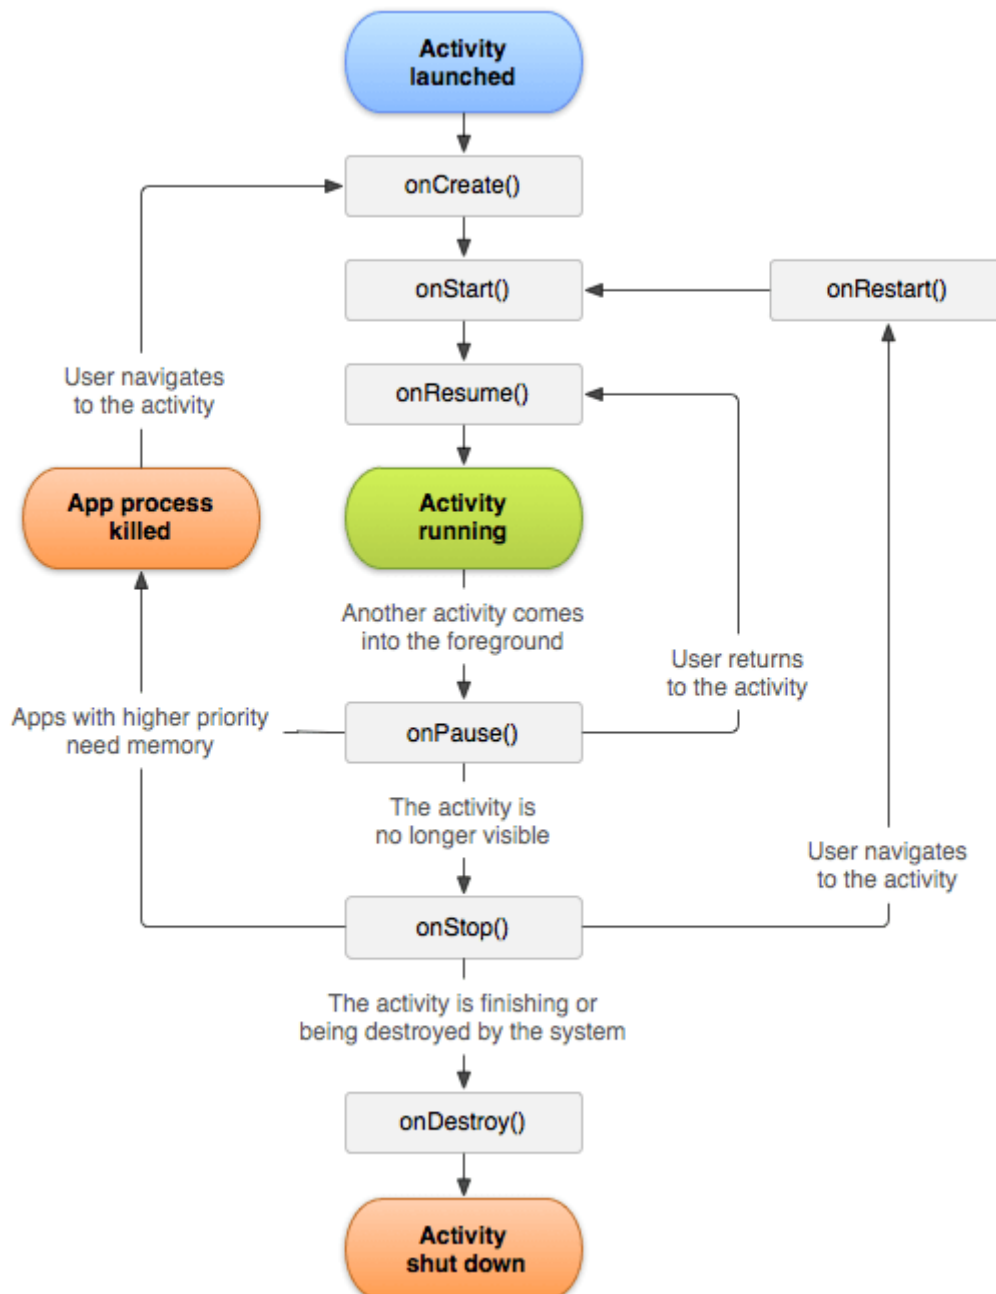 Activity
launched
onCreate()
onStart()
onRestart()
onResume()
User navigates
to the activity
App process
killed
Activity
running
Another activity comes
into the foreground
User returns
to the activity
Apps with higher priority
need memory
onPause()
The activity is
no longer visible
User navigates
to the activity
onStop()
The activity is finishing or
being destroyed by the system
onDestroy()
Activity
shut down